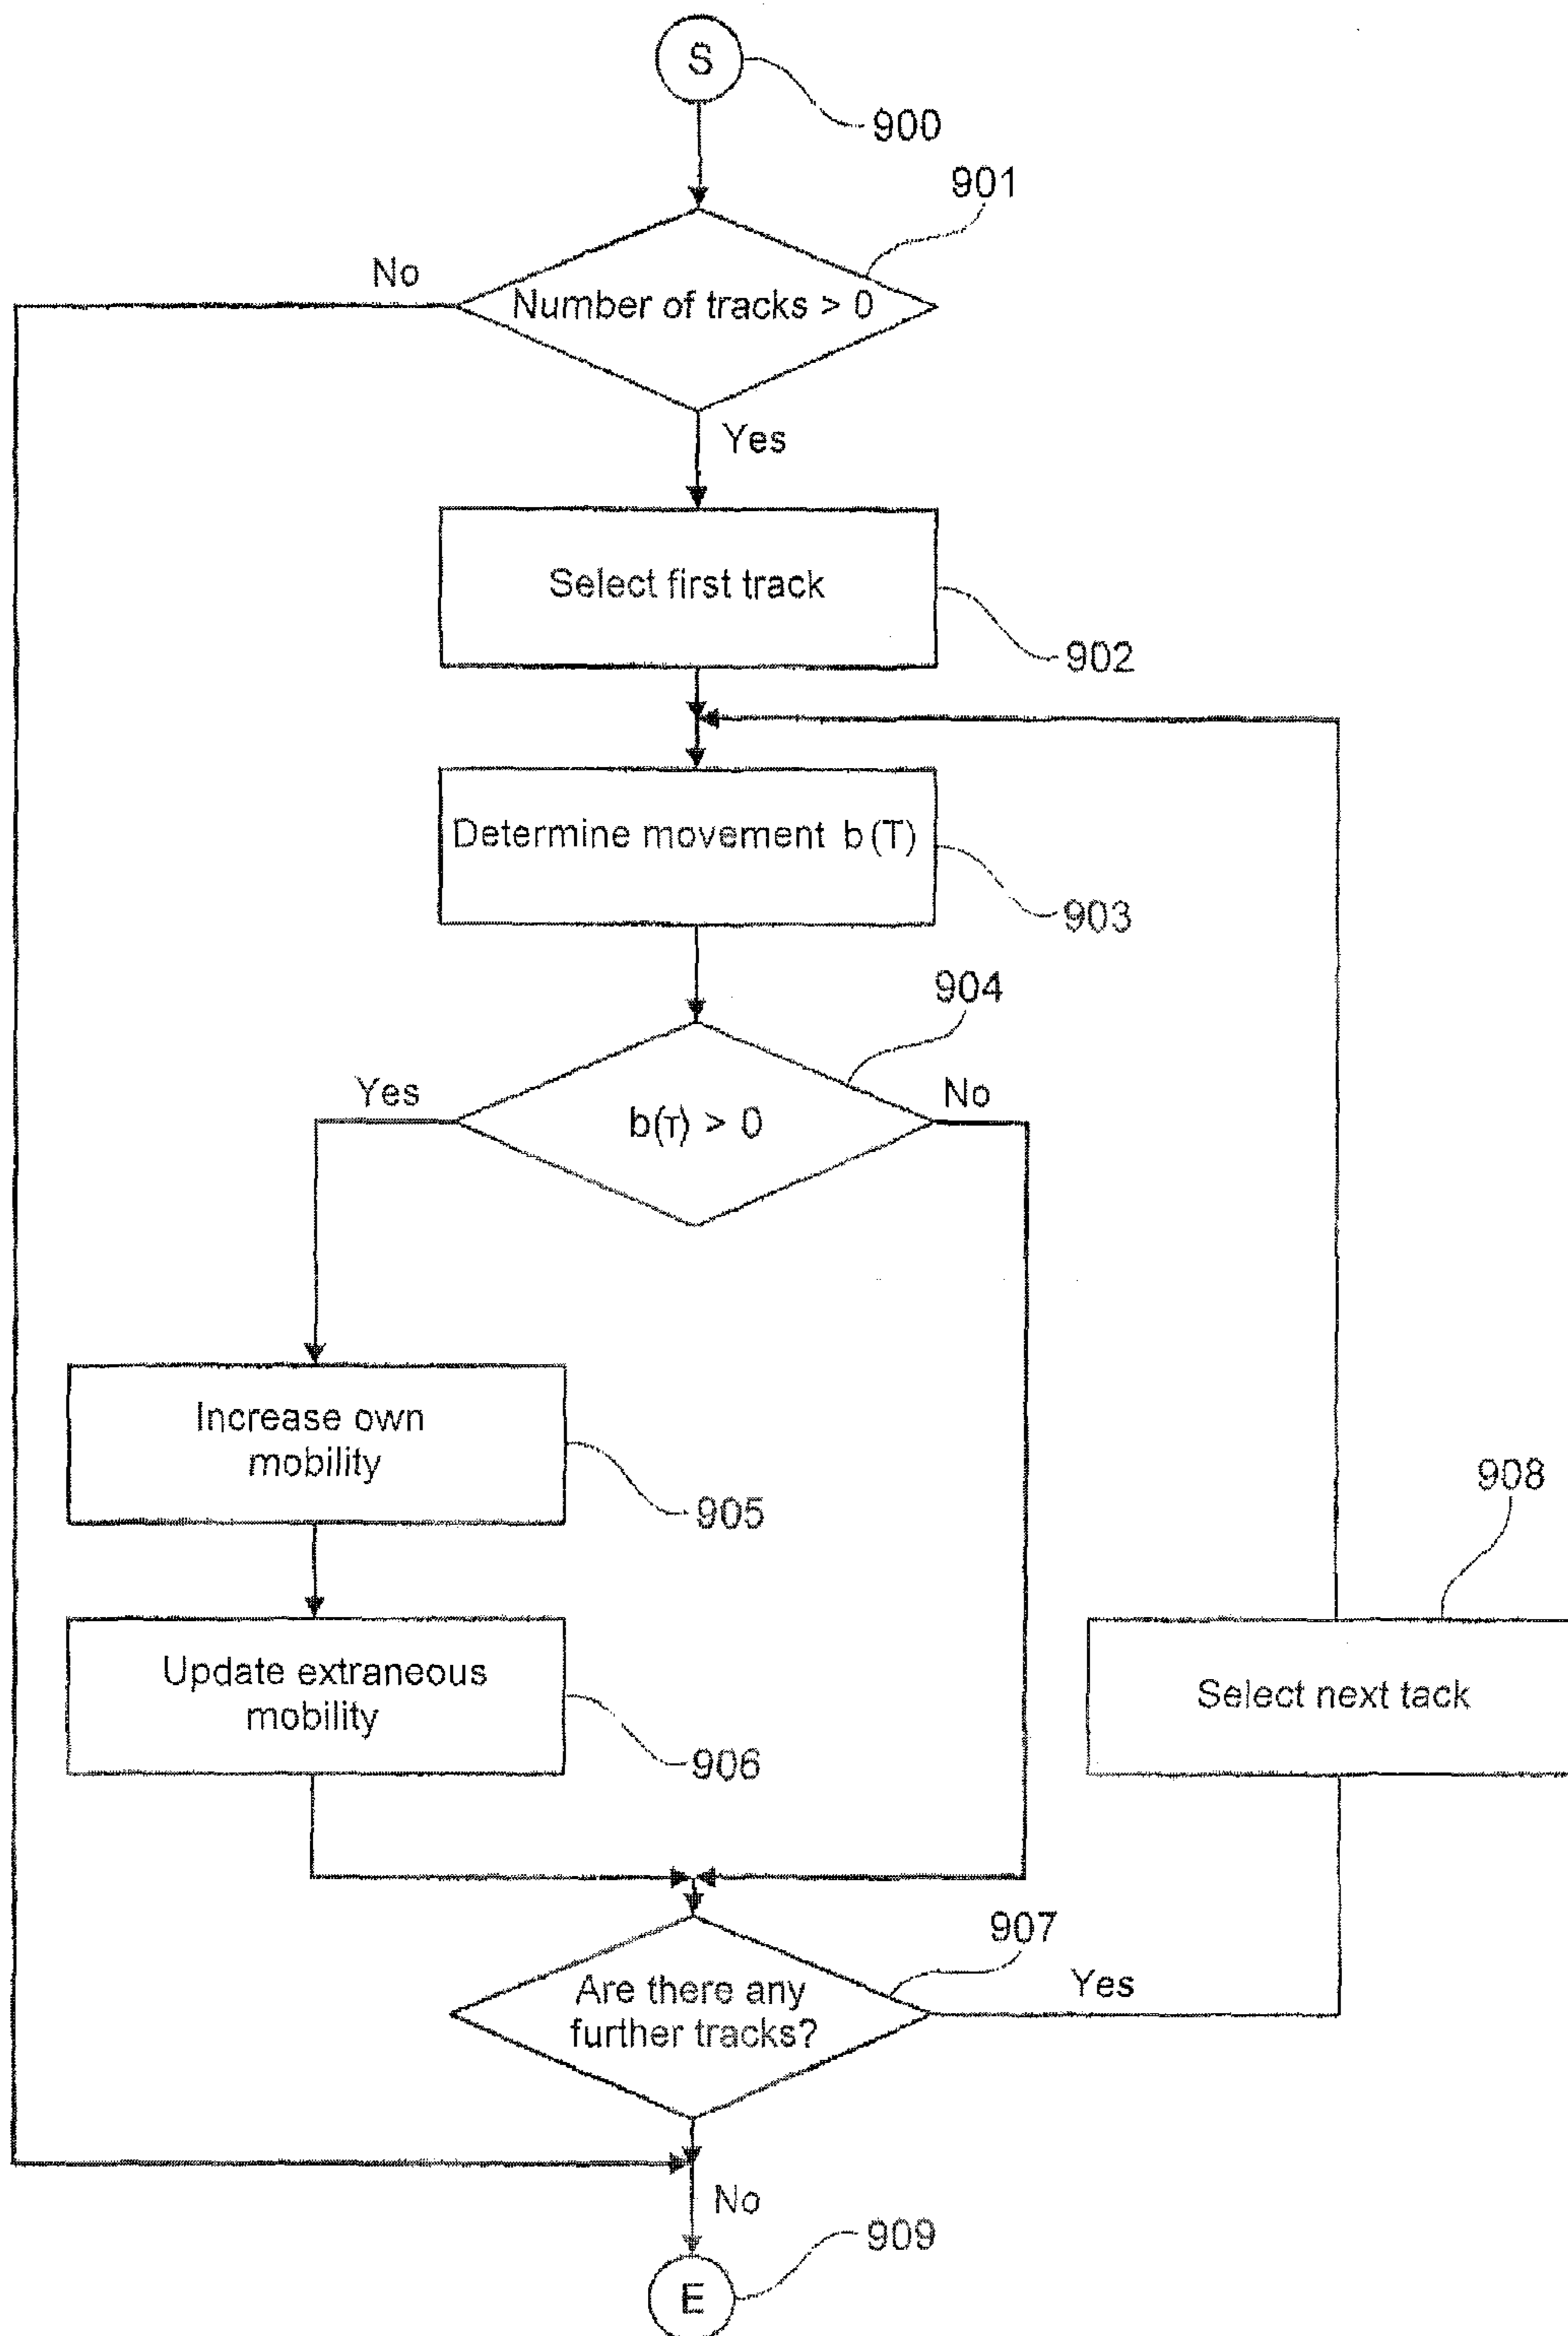 S
900
901
No
Number of tracks > 0
Yes
Select first track
902
Determine movement b(T)
903
904
Yes
No
b(T) > 0
Increase own
mobility
905
908
Update extraneous
mobility
906
Select next tack
907
Are there any
further tracks?
Yes
No
909
E